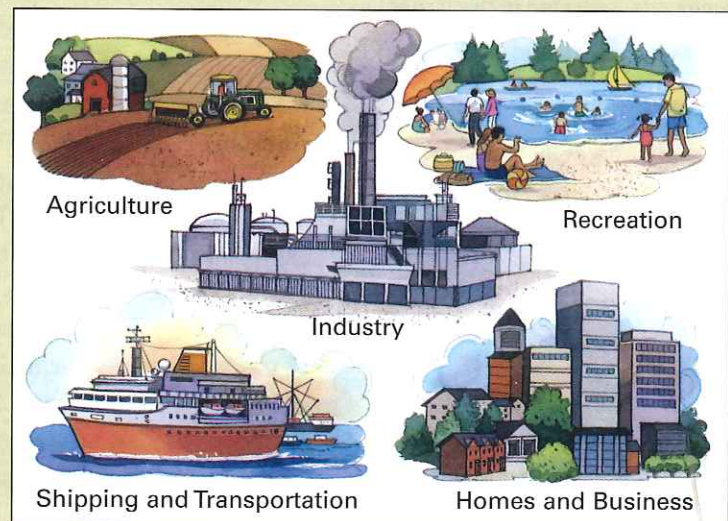 Agriculture
Recreation
Industry
Shipping and Transportation
Homes and Business